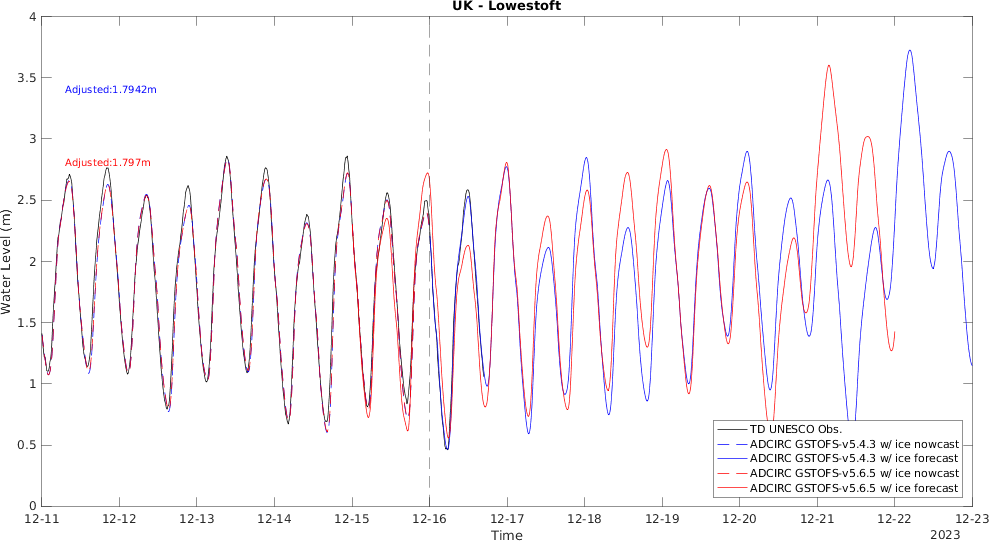 UK - Lowestoft
4
3.5
3
2.5
2
1.5
1
0.5
0
Water Level (m)
Adjusted:1.7942m
Adjusted:1.797m
TD UNESCO Obs.
ADCIRC GSTOFS-v5.4.3 w/ ice nowcast
ADCIRC GSTOFS-v5.4.3 w/ ice forecast
ADCIRC GSTOFS-v5.6.5 w/ ice nowcast
ADCIRC GSTOFS-v5.6.5 w/ ice forecast
12-11 12-12 12-13 12-14 12-15 12-16 12-17 12-18 12-19 12-20 12-21 12-22 12-23
Time
2023